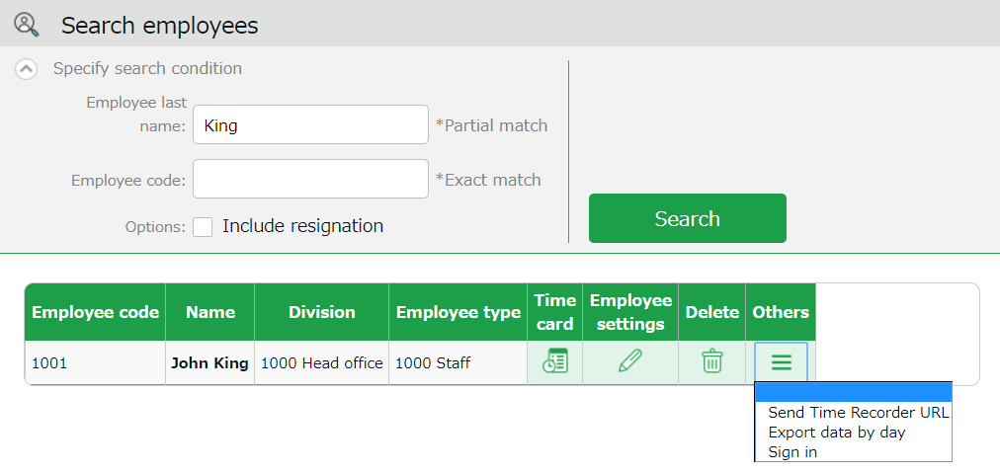 Search employees
Specify search condition
Employee last
name:
King
*Partial match
Employee code:
*Exact match
Options:
Include resignation
Search
Employee code Name Division Employee type Time card Employee settings Delete Others
1001 John King 1000 Head office 1000 Staff
Send Time Recorder URL
Export data by day
Sign in